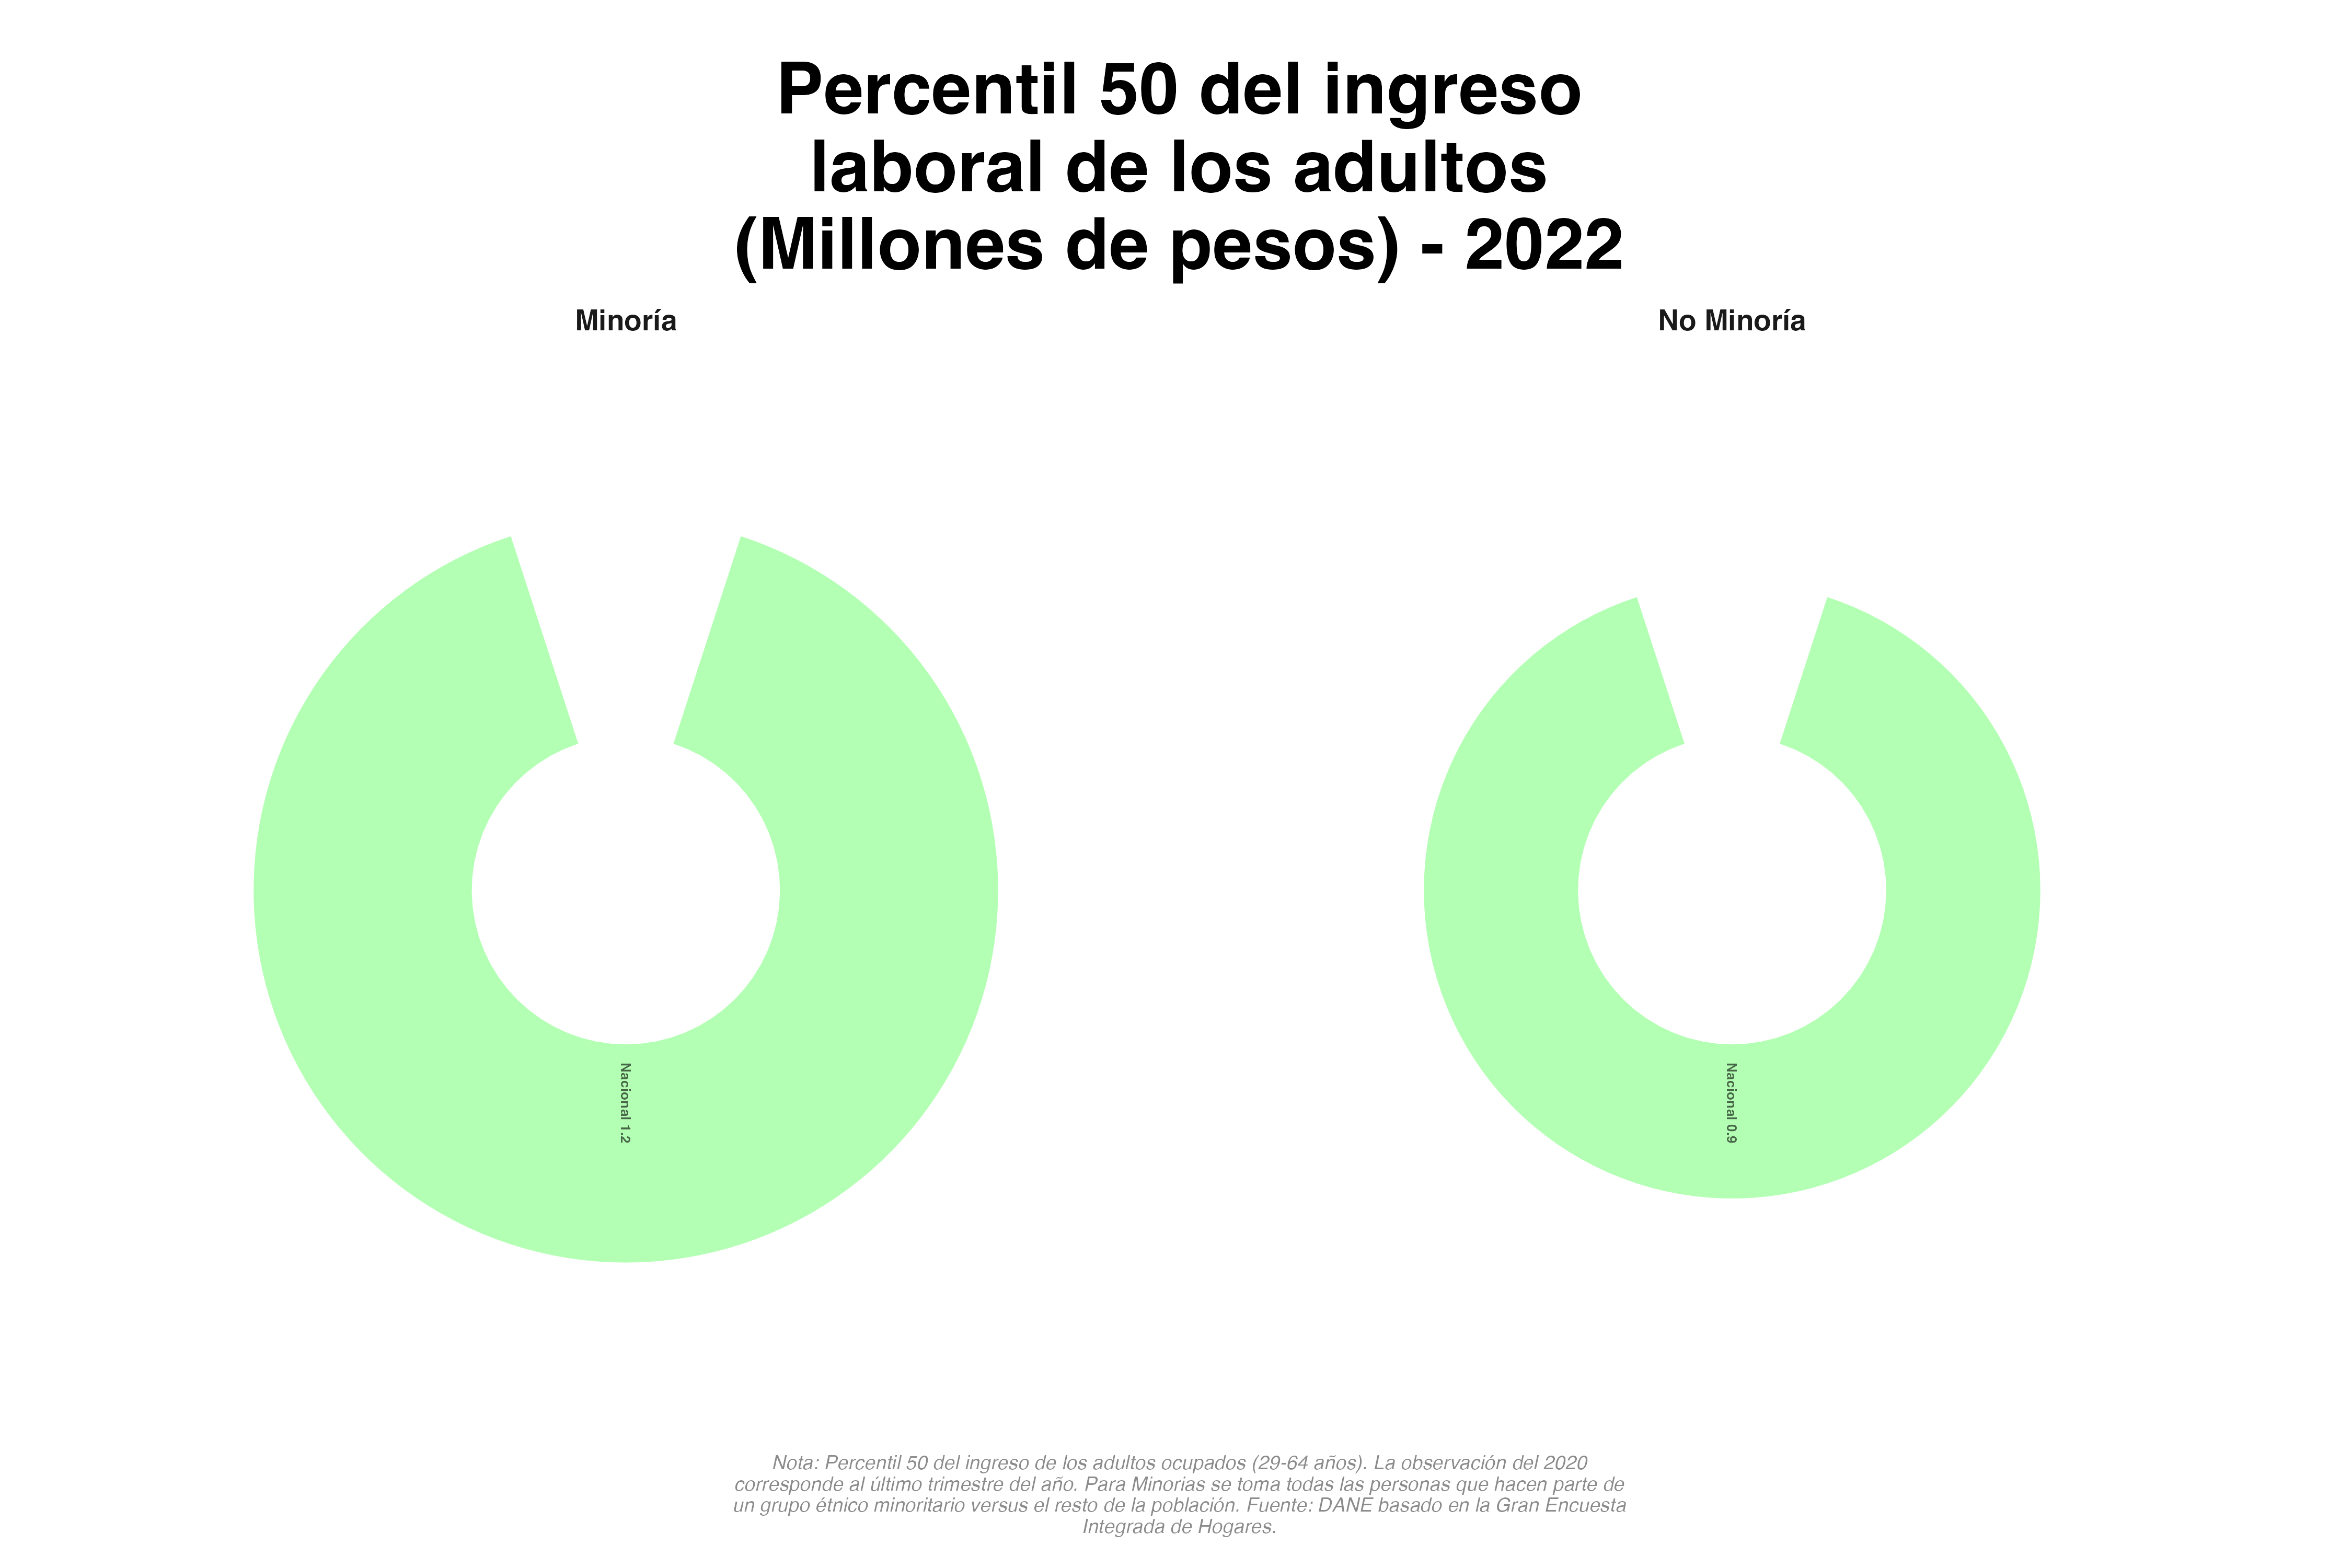 Percentil 50 del ingreso
laboral de los adultos
(Millones de pesos) - 2022
Minoría
No Minoría
Nacional 1.2
Nacional 0.9
Nota: Percentil 50 del ingreso de los adultos ocupados (29-64 años). La observación del 2020
corresponde al último trimestre del año. Para Minorias se toma todas las personas que hacen parte de
un grupo étnico minoritario versus el resto de la población. Fuente: DANE basado en la Gran Encuesta
Integrada de Hogares.